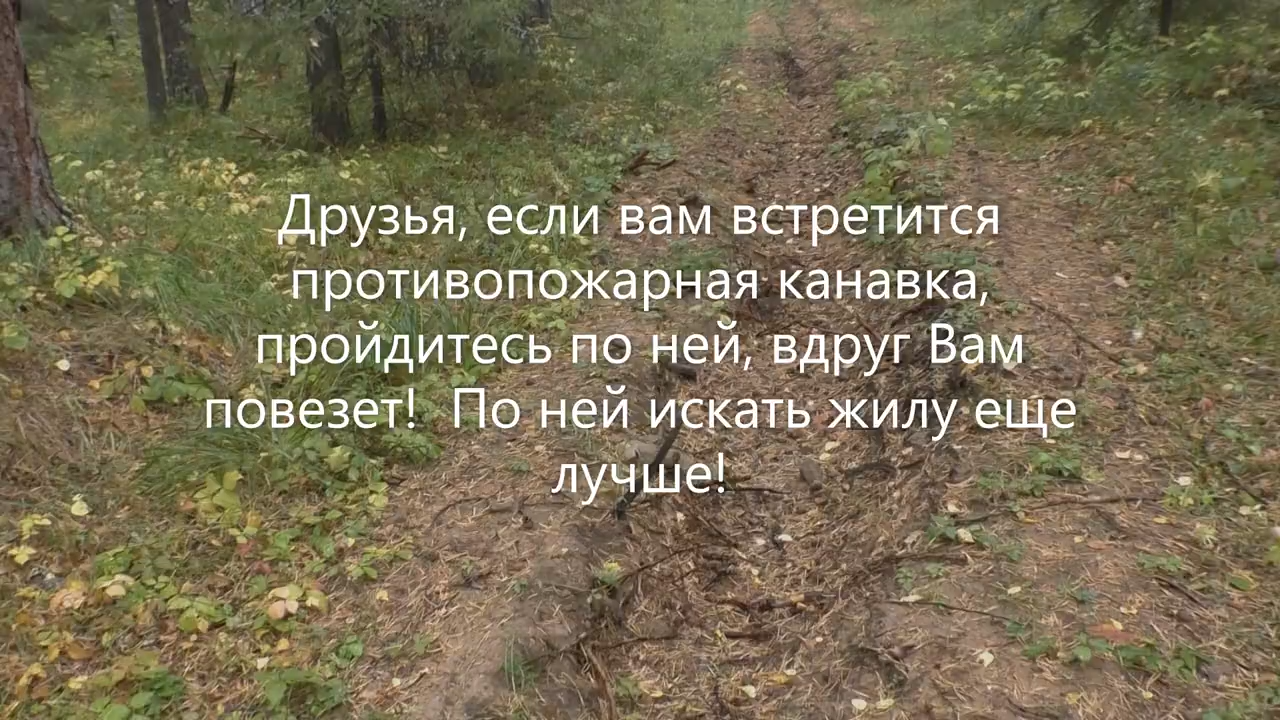 Друзья, если вам встретится
противопожарная канавка,
пройдитесь по ней, вдруг Вам
повезет!  По ней искать жилу еще
лучше!